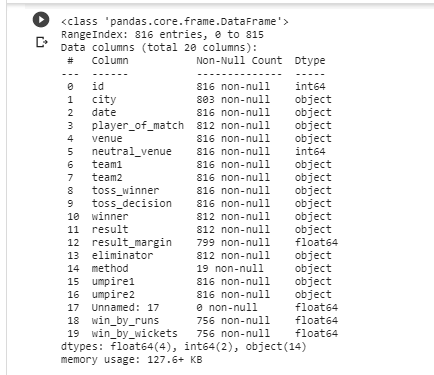 <class 'pandas.core.frame.DataFrame'>
RangeIndex: 816 entries, 0 to 815
Data columns (total 20 columns):
 #   Column           Non-Null Count  Dtype
---  ------           --------------  -----
 0   id               816 non-null    int64
 1   city             803 non-null    object
 2   date             816 non-null    object
 3   player_of_match  812 non-null    object
 4   venue            816 non-null    object
 5   neutral_venue    816 non-null    int64
 6   team1            816 non-null    object
 7   team2            816 non-null    object
 8   toss_winner      816 non-null    object
 9   toss_decision    816 non-null    object
 10  winner           812 non-null    object
 11  result           812 non-null    object
 12  result_margin    799 non-null    float64
 13  eliminator       812 non-null    object
 14  method           19 non-null     object
 15  umpire1          816 non-null    object
 16  umpire2          816 non-null    object
 17  Unnamed: 17      0 non-null      float64
 18  win_by_runs      756 non-null    float64
 19  win_by_wickets   756 non-null    float64
dtypes: float64(4), int64(2), object(14)
memory usage: 127.6+ KB